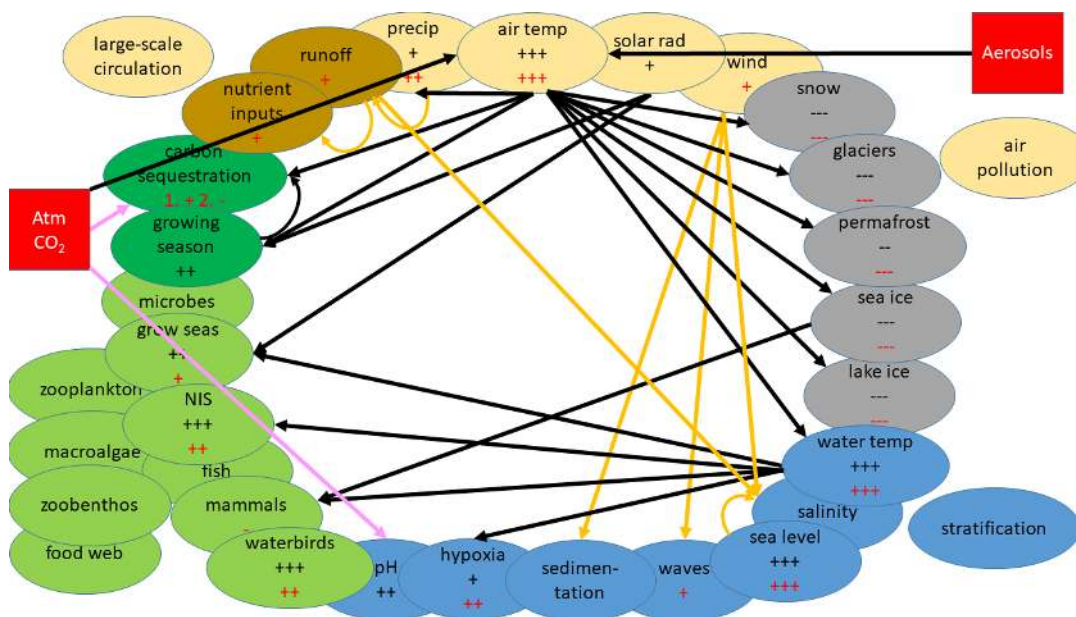 large-scale
circulation
precip
+
++
air temp
+++
+++
solar rad
+
wind
+
Aerosols
runoff
+
nutrient
inputs
+
snow
---
---
carbon
sequestration
1. + 2. -
glaciers
---
---
air
pollution
Atm
CO2
growing
season
++
permafrost
--
---
microbes
grow seas
++
+
sea ice
---
---
zooplankton
NIS
+++
++
lake ice
---
---
macroalgae
fish
water temp
+++
+++
zoobenthos
mammals
-
salinity
stratification
food web
waterbirds
+++
++
pH
++
hypoxia
+
++
sedimen-
tation
waves
+
sea level
+++
+++